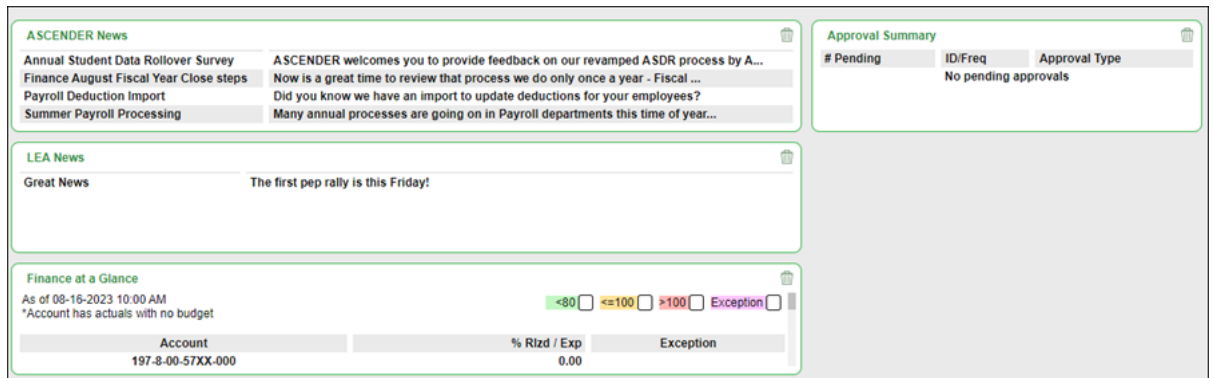 ASCENDER News
Annual Student Data Rollover Survey ASCENDER welcomes you to provide feedback on our revamped ASDR process by A...
Finance August Fiscal Year Close steps Now is a great time to review that process we do only once a year - Fiscal ...
Payroll Deduction Import Did you know we have an import to update deductions for your employees?
Summer Payroll Processing Many annual processes are going on in Payroll departments this time of year...
Approval Summary
# Pending ID/Freq Approval Type
No pending approvals
LEA News
Great News The first pep rally is this Friday!
Finance at a Glance
As of 08-16-2023 10:00 AM
<80 <=100 >100 Exception
*Account has actuals with no budget
Account % Rlzd / Exp Exception
197-8-00-57XX-000 0.00